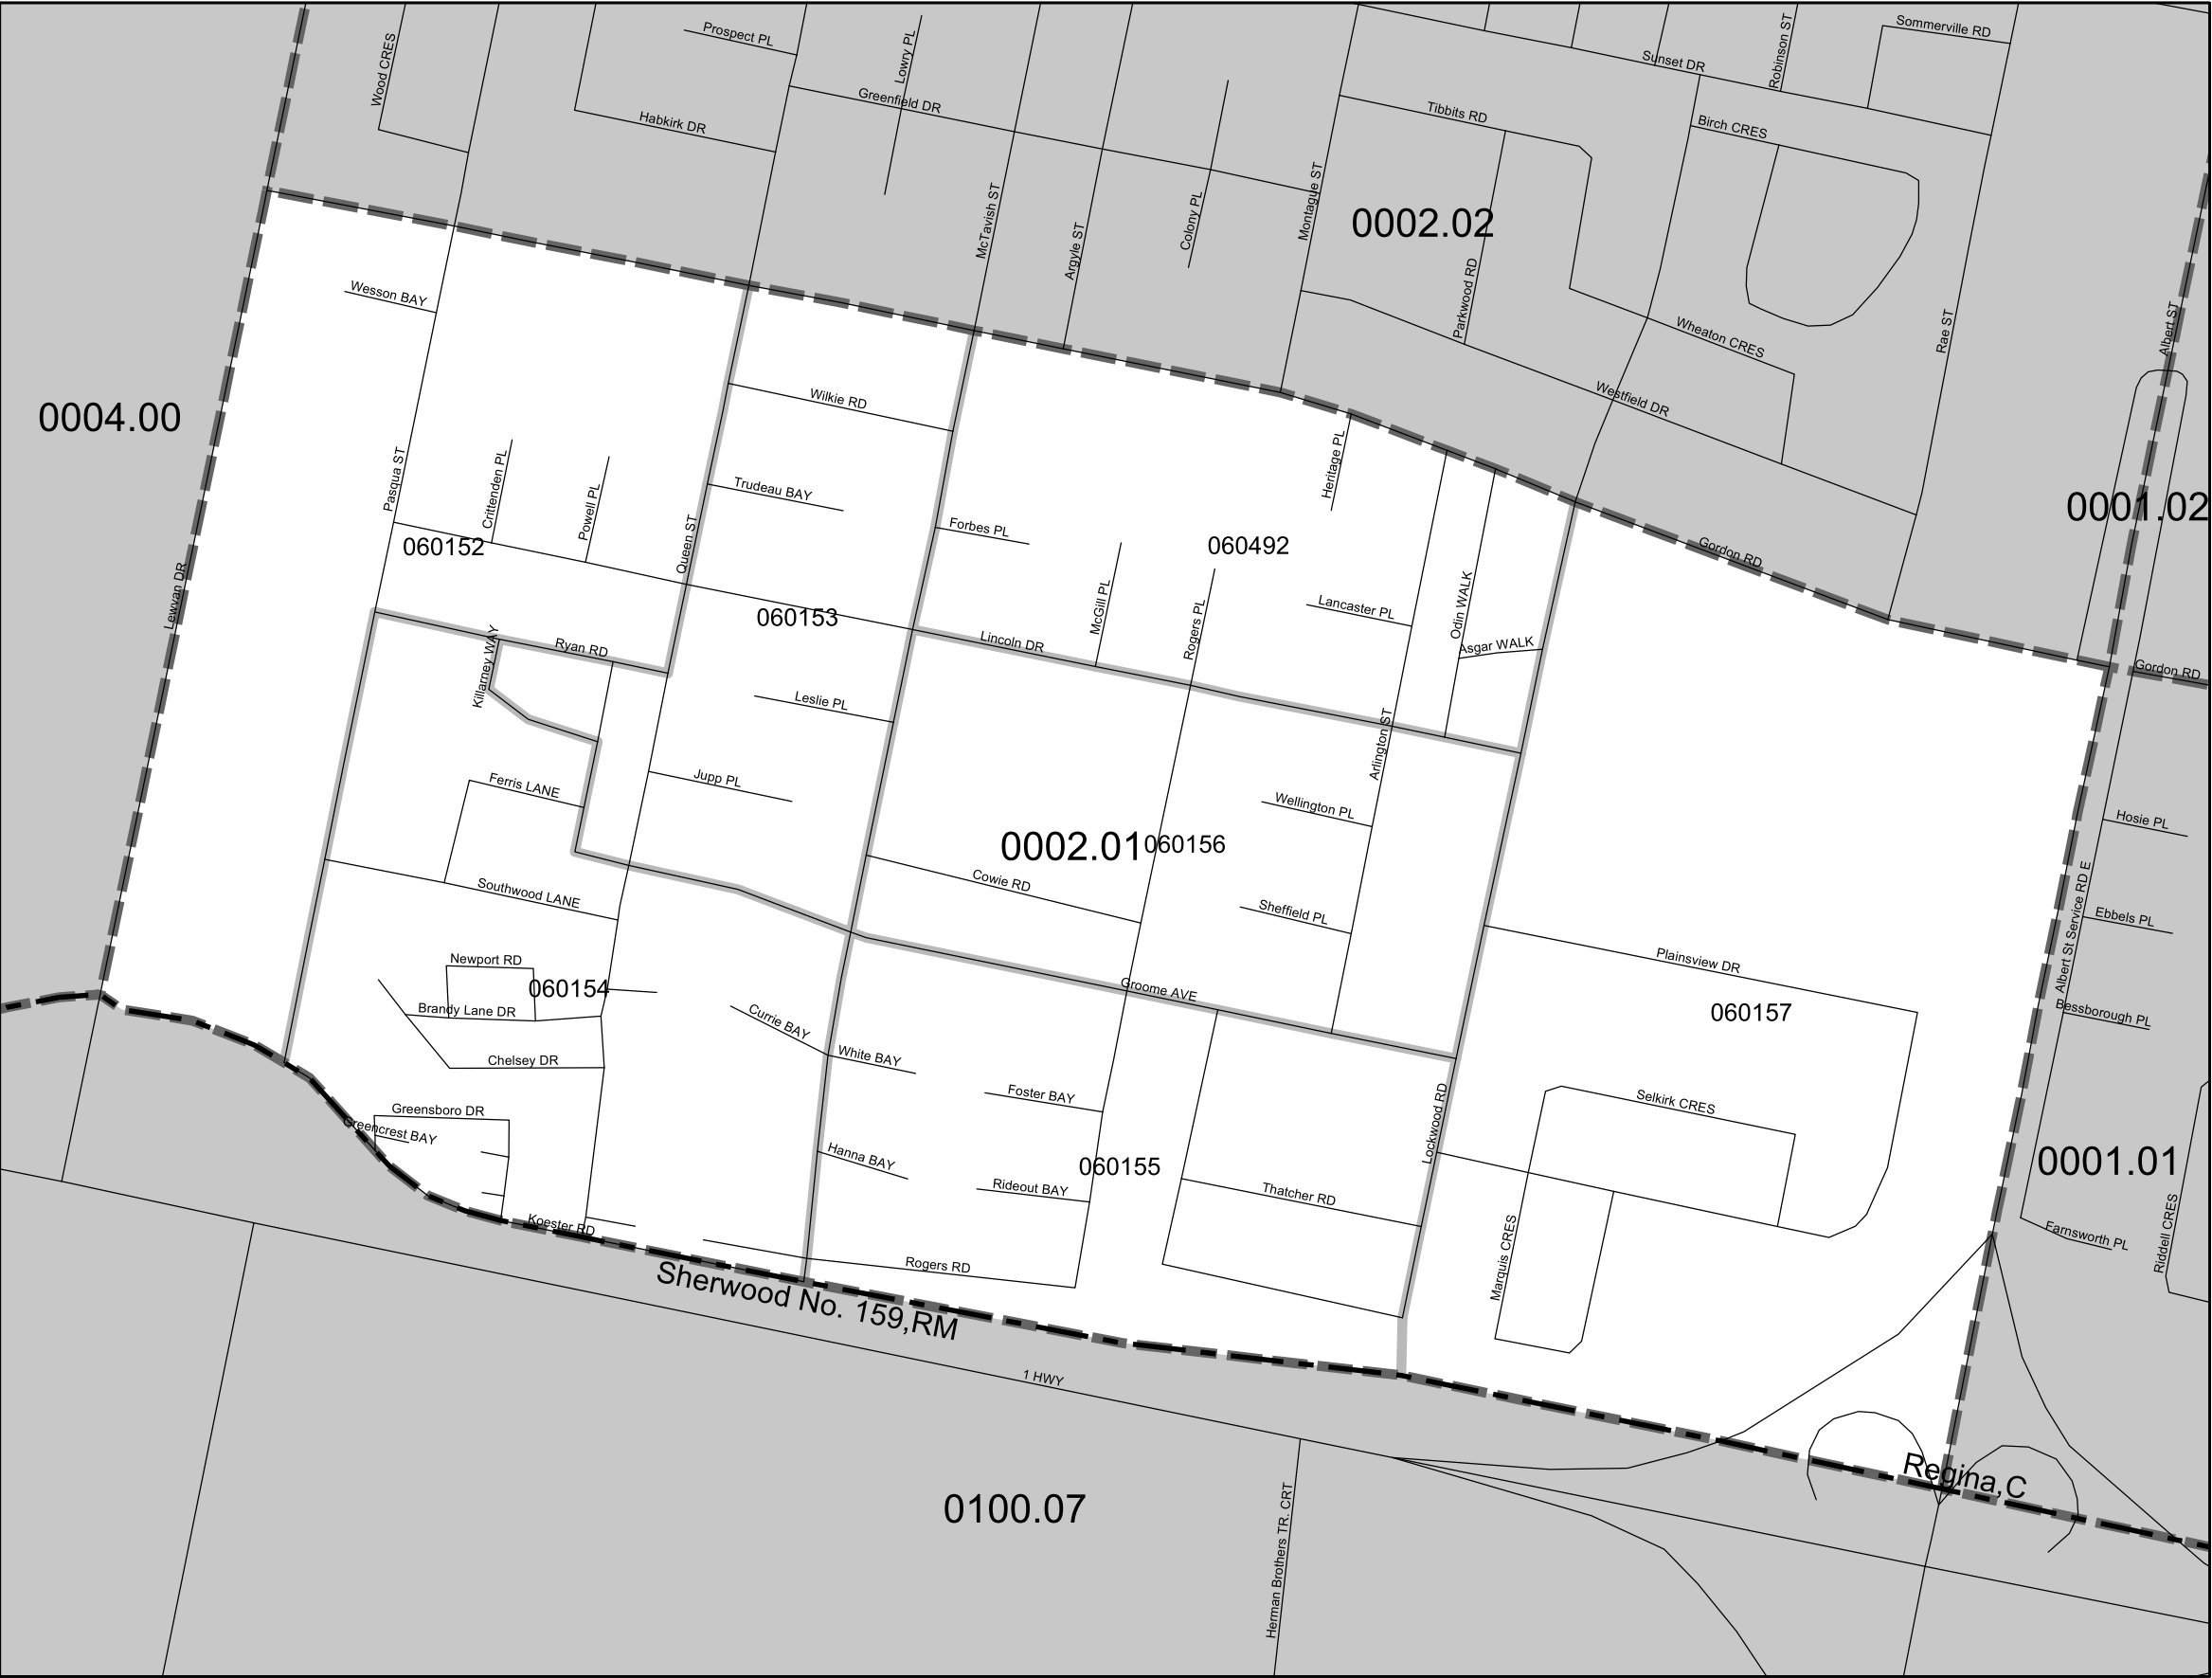 Wood CRES
Prospect PL
Lowry PL
Greenfield DR
Habkirk DR
Sunset DR
Robinson ST
Sommerville RD
Tibbits RD
Birch CRES
McTavish ST
Argyle ST
Colony PL
Montague ST
0002.02
Parkwood RD
Wheaton CRES
Westfield DR
Rae ST
Albert ST
Wesson BAY
0004.00
Pasqua ST
Crittenden PL
Powell PL
Queen ST
Wilkie RD
Trudeau BAY
Forbes PL
Heritage PL
0001.02
060152
060492
Gordon RD
Lewvan DR
060153
McGill PL
Rogers PL
Lancaster PL
Odin WALK
Asgar WALK
Killarney WAY
Ryan RD
Lincoln DR
Gordon RD
Leslie PL
Arlington ST
Jupp PL
Ferris LANE
Wellington PL
Hosie PL
0002.01
060156
Cowie RD
Southwood LANE
Sheffield PL
Albert St Service RD E
Ebbels PL
Newport RD
Plainsview DR
060154
Groome AVE
Brandy Lane DR
Currie BAY
060157
Bessborough PL
Chelsey DR
White BAY
Foster BAY
Lockwood RD
Selkirk CRES
Greensboro DR
Greencrest BAY
Hanna BAY
060155
0001.01
Rideout BAY
Thatcher RD
Koester RD
Marquis CRES
Farnsworth PL
Riddell CRES
Rogers RD
Sherwood No. 159,RM
1 HWY
Regina,C
0100.07
Herman Brothers TR. CRT